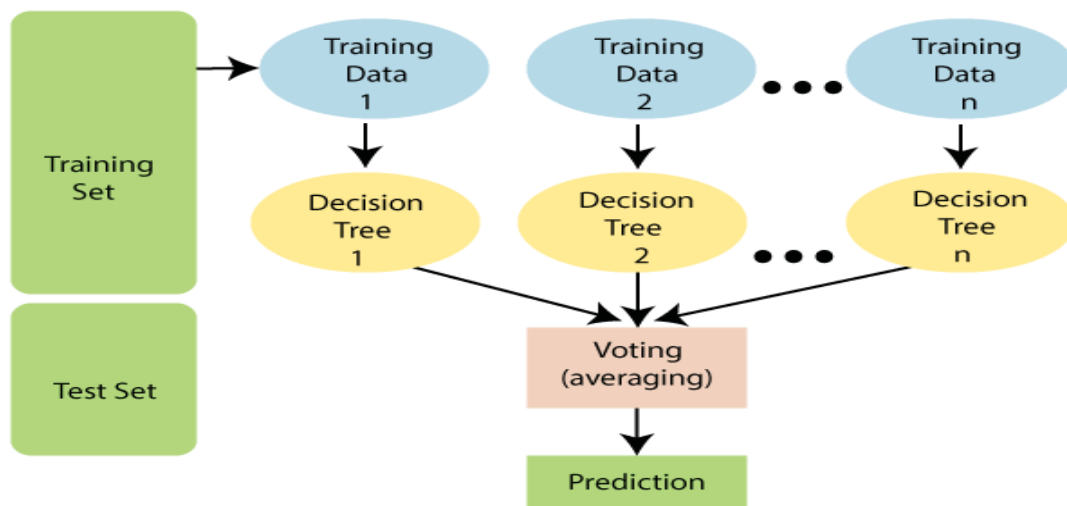 Training
Set
Training
Data
1
Training
Data
2
Training
Data
n
Decision
Tree
1
Decision
Tree
2
Decision
Tree
n
Test Set
Voting
(averaging)
Prediction